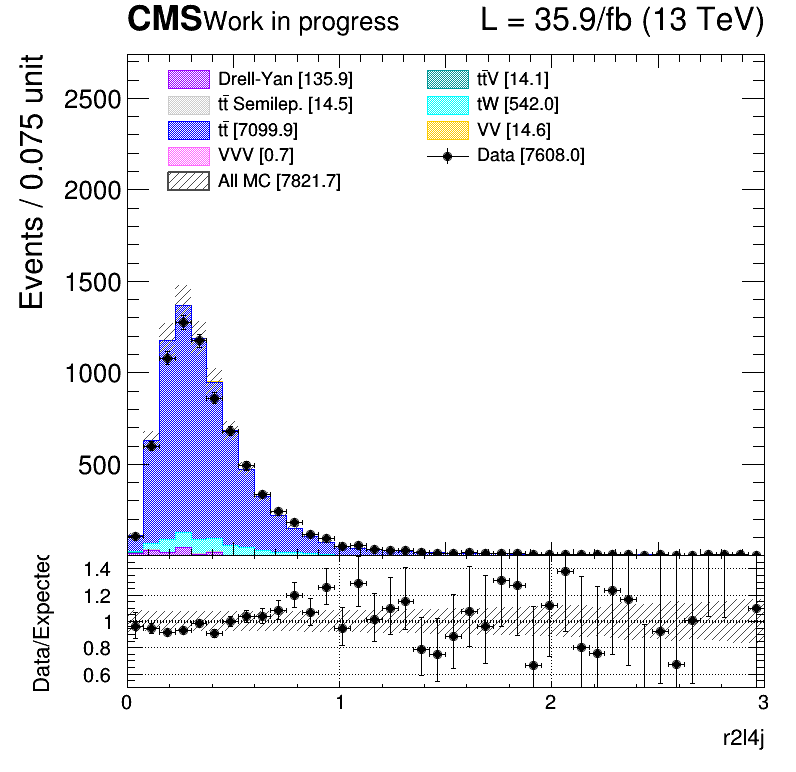 CMS Work in progress L = 35.9/fb (13 TeV)
Events / 0.075 unit
2500
2000
1500
1000
500
Drell-Yan [135.9]
tt̄ Semilep. [14.5]
tt̄ [7099.9]
VVV [0.7]
All MC [7821.7]
tt̄V [14.1]
tW [542.0]
VV [14.6]
Data [7608.0]
Data/Expected
1.4
1.2
1
0.8
0.6
0 1 2 3
r2l4j